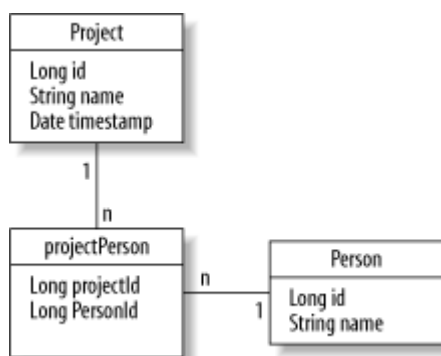 Project
Long id
String name
Date timestamp
1
n
projectPerson
Long projectId
Long PersonId
n
1
Person
Long id
String name